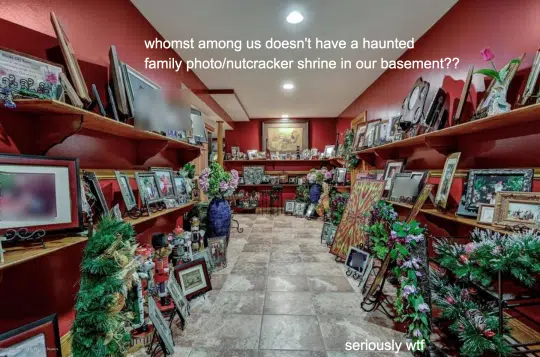 whomst among us doesn't have a haunted
family photo/nutcracker shrine in our basement??
seriously wtf